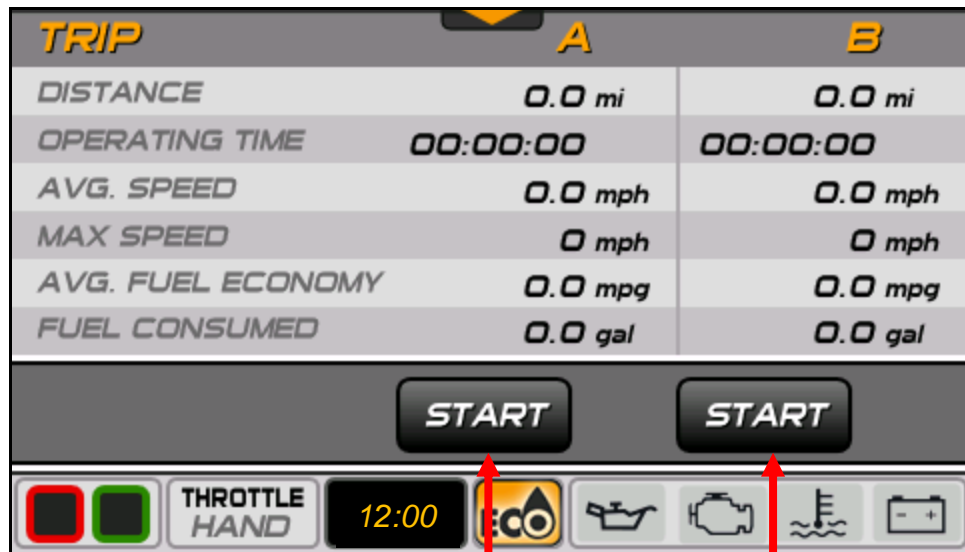 TRIP A B
DISTANCE 0.0 mi 0.0 mi
OPERATING TIME 00:00:00 00:00:00
AVG. SPEED 0.0 mph 0.0 mph
MAX SPEED 0 mph 0 mph
AVG. FUEL ECONOMY 0.0 mpg 0.0 mpg
FUEL CONSUMED 0.0 gal 0.0 gal
START START
THROTTLE
HAND
12:00
ECO
- +